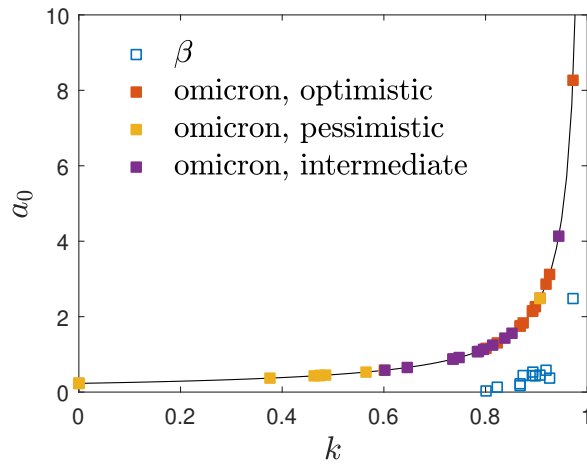 10
8
6
4
2
0
a₀
β
omicron, optimistic
omicron, pessimistic
omicron, intermediate
0 0.2 0.4 0.6 0.8 1
k